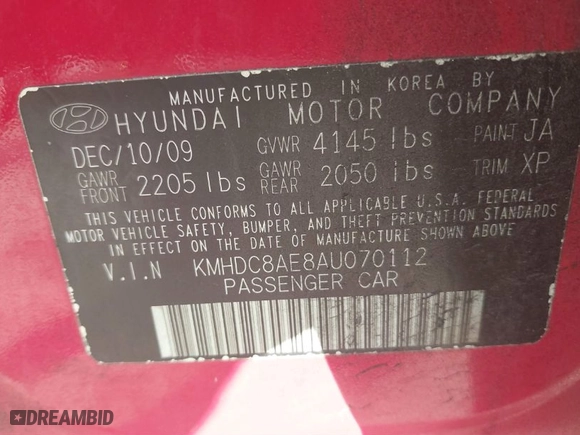 MANUFACTURED IN KOREA BY
HYUNDAI MOTOR COMPANY
DEC/10/09 GVWR 4145 lbs PAINT JA
GAWR FRONT 2205 lbs GAWR REAR 2050 lbs TRIM XP
THIS VEHICLE CONFORMS TO ALL APPLICABLE U.S.A. FEDERAL
MOTOR VEHICLE SAFETY, BUMPER, AND THEFT PREVENTION STANDARDS
IN EFFECT ON THE DATE OF MANUFACTURE SHOWN ABOVE.
V.I.N KMHDC8AE8AU070112
PASSENGER CAR
DREAMBID